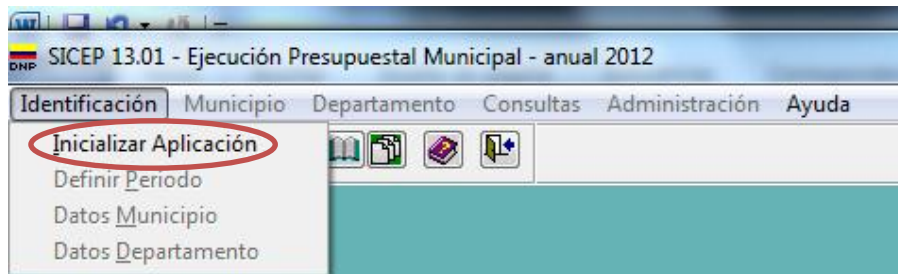 W
DNP SICEP 13.01 - Ejecución Presupuestal Municipal - anual 2012
Identificación Municipio Departamento Consultas Administración Ayuda
Inicializar Aplicación
Definir Periodo
Datos Municipio
Datos Departamento